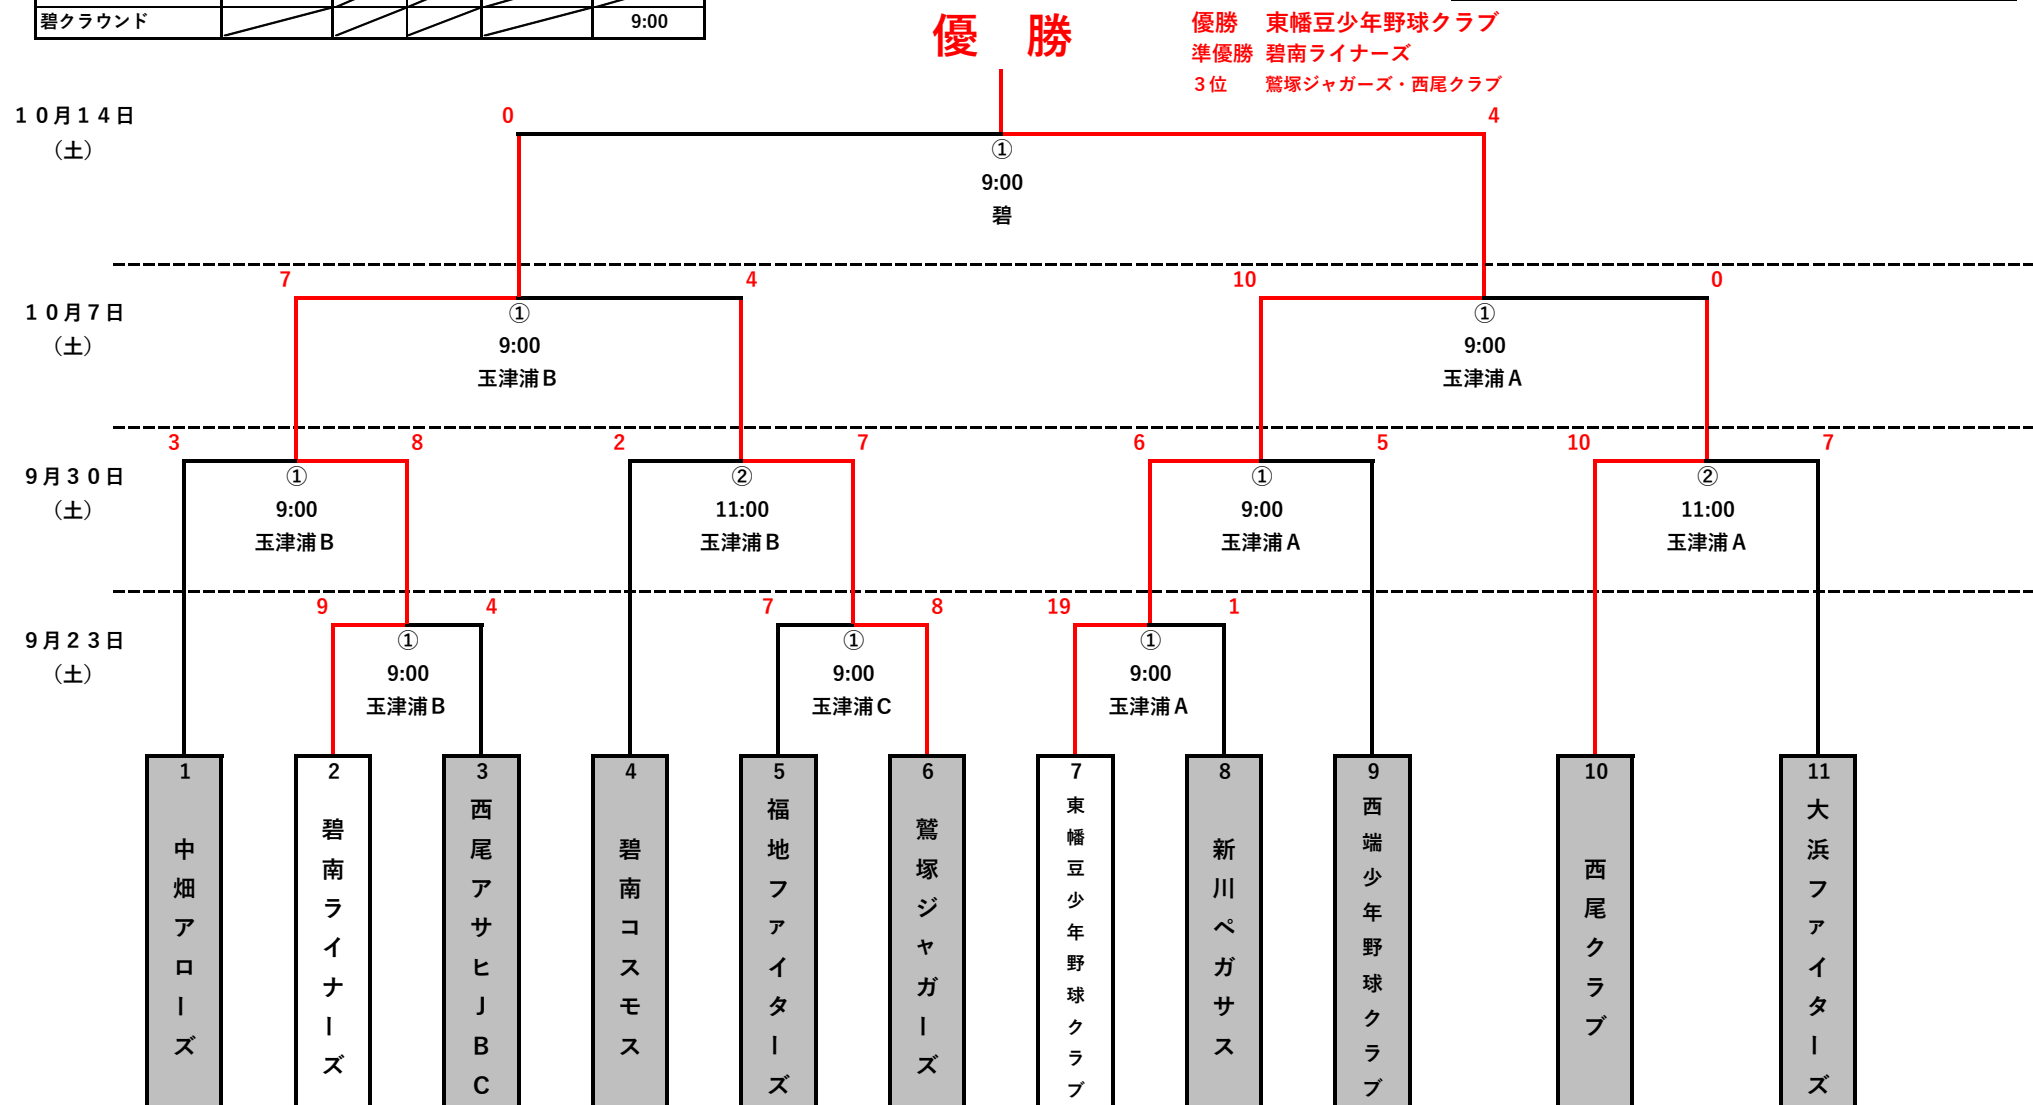 碧クラウンド 9:00
優 勝
優勝 東幡豆少年野球クラブ
準優勝 碧南ライナーズ
３位 鷲塚ジャガーズ・西尾クラブ
１０月１４日
（土）
0 4
①
9:00
碧
１０月７日
（土）
7 4 10 0
① ①
9:00 9:00
玉津浦Ｂ 玉津浦Ａ
９月３０日
（土）
3 8 2 7 6 5 10 7
① ② ① ②
9:00 11:00 9:00 11:00
玉津浦Ｂ 玉津浦Ｂ 玉津浦Ａ 玉津浦Ａ
９月２３日
（土）
9 4 7 8 19 1
① ① ①
9:00 9:00 9:00
玉津浦Ｂ 玉津浦Ｃ 玉津浦Ａ
1
中畑アローズ
2
碧南ライナーズ
3
西尾アサヒＪＢＣ
4
碧南コスモス
5
福地ファイターズ
6
鷲塚ジャガーズ
7
東幡豆少年野球クラブ
8
新川ペガサス
9
西端少年野球クラブ
10
西尾クラブ
11
大浜ファイターズ